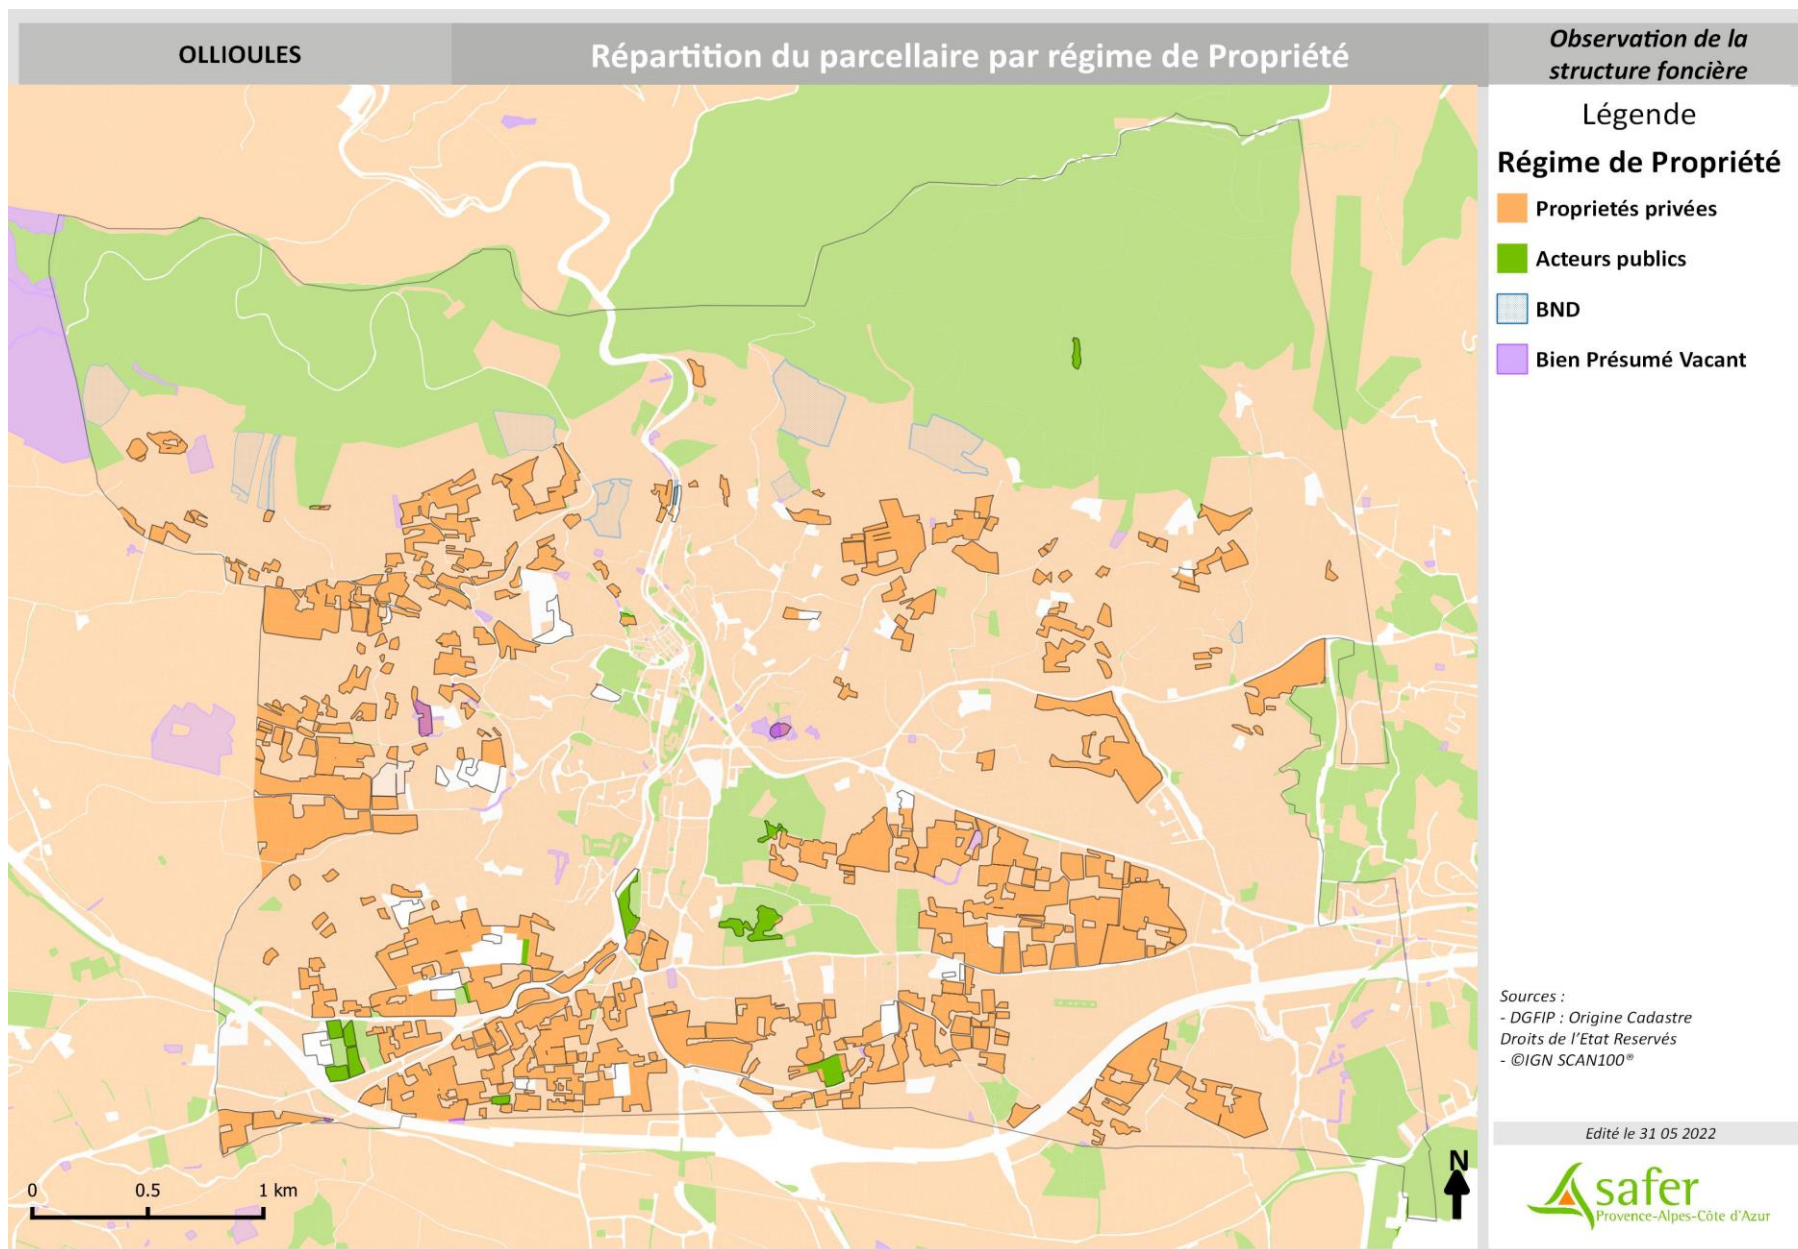 OLLIOULES
Répartition du parcellaire par régime de Propriété
Observation de la
structure foncière
Légende
Régime de Propriété
Proprietés privées
Acteurs publics
BND
Bien Présumé Vacant
Sources :
- DGFIP : Origine Cadastre
Droits de l'Etat Reservés
- ©IGN SCAN100®
Edité le 31 05 2022
N
0 0.5 1 km
safer
Provence-Alpes-Côte d'Azur